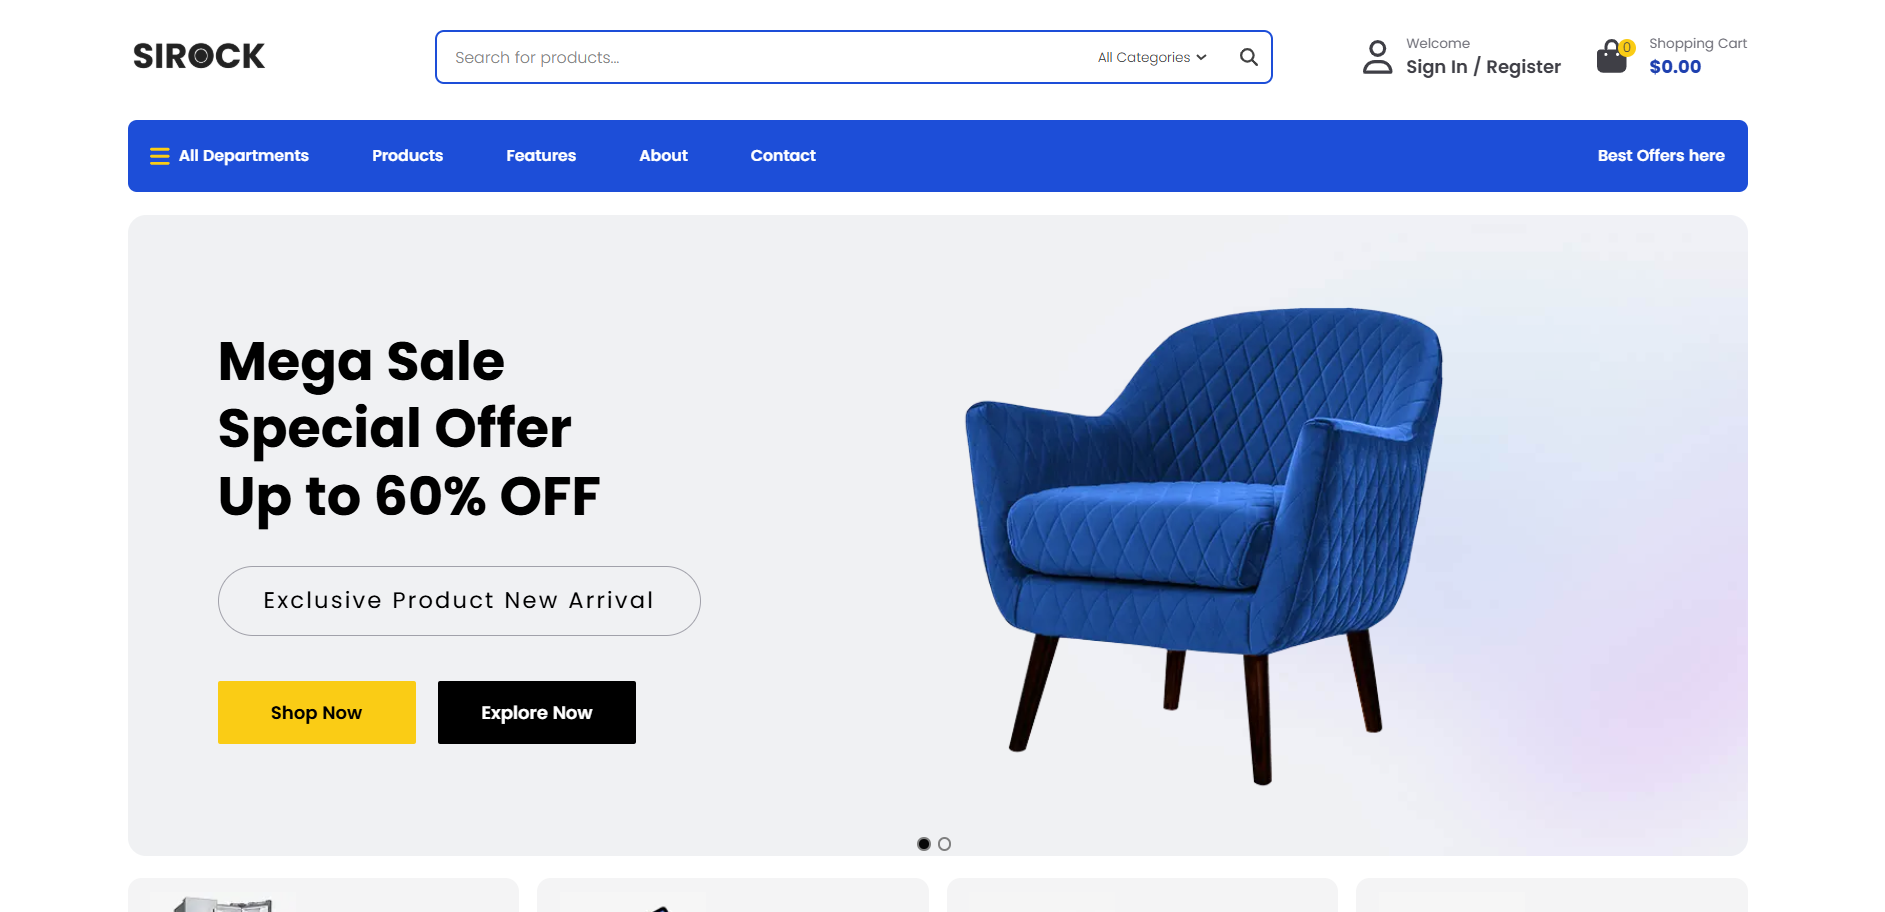 SIROCK
Search for products...
All Categories
Welcome
Sign In / Register
0
Shopping Cart
$0.00
All Departments
Products
Features
About
Contact
Best Offers here
Mega Sale
Special Offer
Up to 60% OFF
Exclusive Product New Arrival
Shop Now
Explore Now